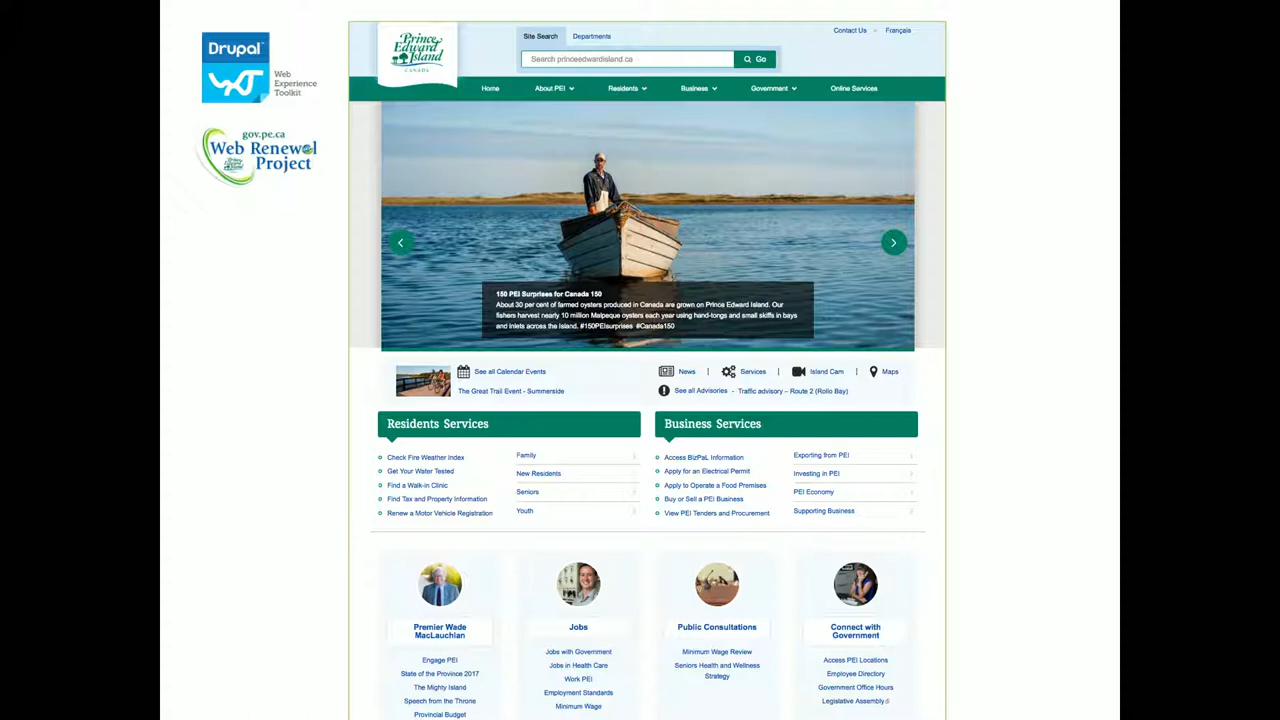 Drupal
Web
Experience
Toolkit
gov.pe.ca
Web Renewal
Project
Prince
Edward
Island
CANADA
Site Search
Departments
Contact Us
Français
Search princeedwardisland.ca
Go
Home
About PEI
Residents
Business
Government
Online Services
150 PEI Surprises for Canada 150
About 30 per cent of farmed oysters produced in Canada are grown on Prince Edward Island. Our
fishers harvest nearly 10 million Malpeque oysters each year using hand-tongs and small skiffs in bays
and inlets across the Island. #150PEIsurprises #Canada150
See all Calendar Events
The Great Trail Event - Summerside
News | Services | Island Cam | Maps
See all Advisories - Traffic advisory – Route 2 (Rollo Bay)
Residents Services
Check Fire Weather Index
Get Your Water Tested
Find a Walk-in Clinic
Find Tax and Property Information
Renew a Motor Vehicle Registration
Family
New Residents
Seniors
Youth
Business Services
Access BizPaL Information
Apply for an Electrical Permit
Apply to Operate a Food Premises
Buy or Sell a PEI Business
View PEI Tenders and Procurement
Exporting from PEI
Investing in PEI
PEI Economy
Supporting Business
Premier Wade
MacLauchlan
Engage PEI
State of the Province 2017
The Mighty Island
Speech from the Throne
Provincial Budget
Jobs
Jobs with Government
Jobs in Health Care
Work PEI
Employment Standards
Minimum Wage
Public Consultations
Minimum Wage Review
Seniors Health and Wellness
Strategy
Connect with
Government
Access PEI Locations
Employee Directory
Government Office Hours
Legislative Assembly